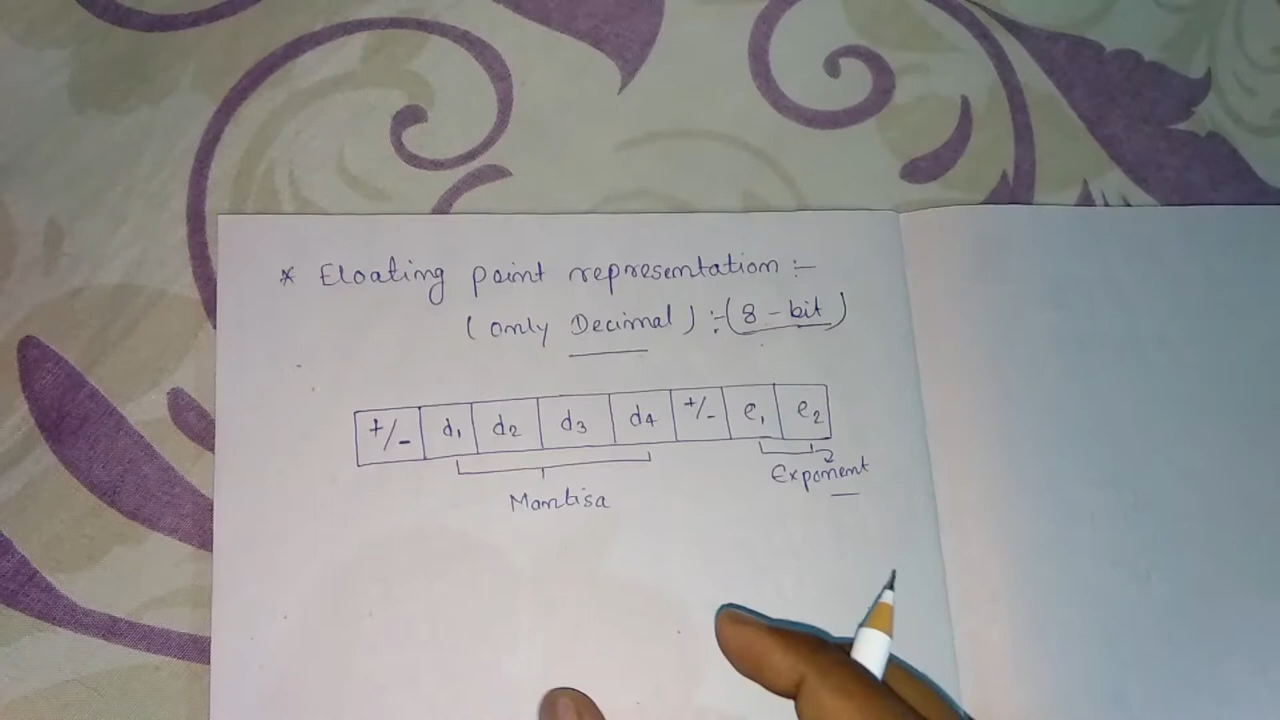 * Floating point representation :-
(only Decimal) :- (8 - bit)
+/- d1 d2 d3 d4 +/- e1 e2
Mantisa
Exponent